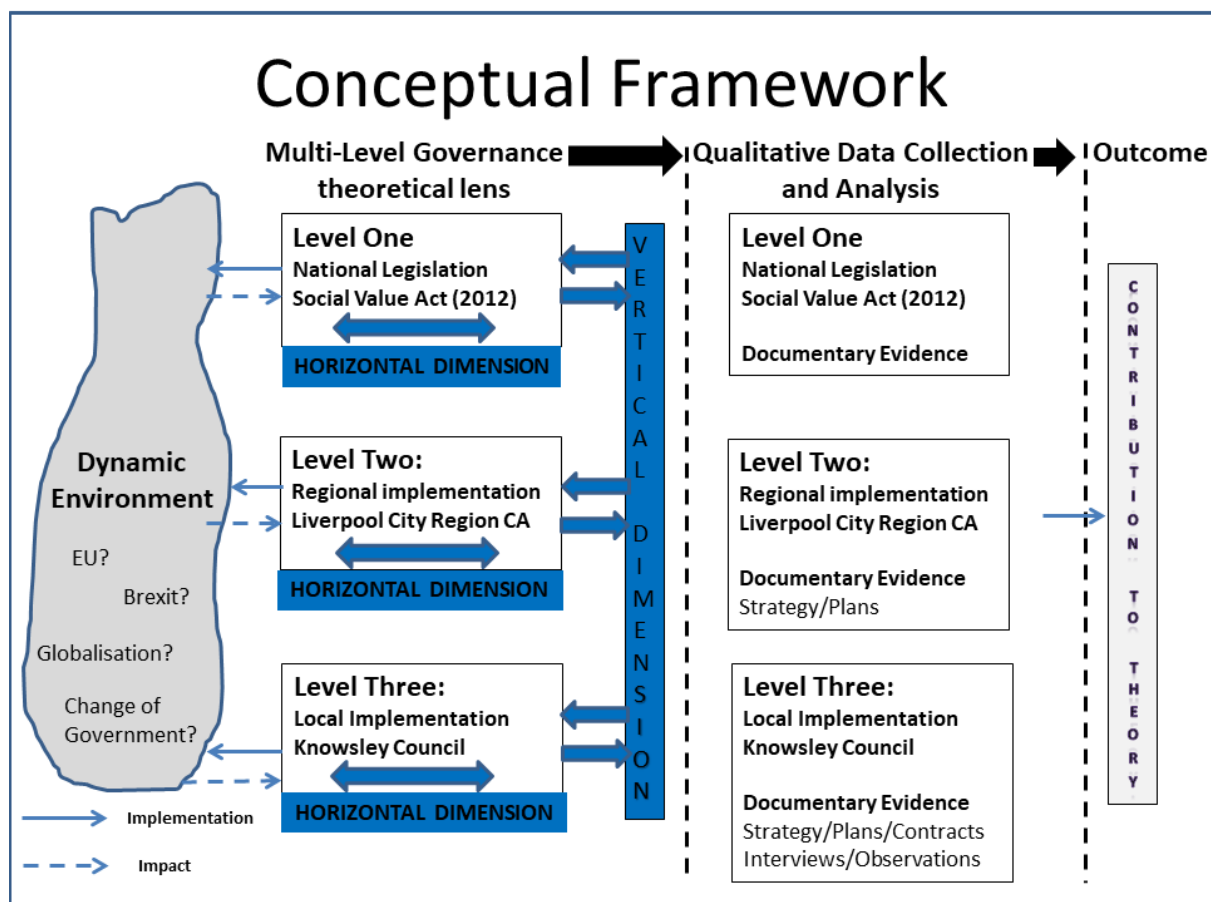 Conceptual Framework
Multi-Level Governance
theoretical lens
Qualitative Data Collection
and Analysis
Outcome
Dynamic
Environment
EU?
Brexit?
Globalisation?
Change of
Government?
Implementation
Impact
Level One
National Legislation
Social Value Act (2012)
HORIZONTAL DIMENSION
Level Two:
Regional implementation
Liverpool City Region CA
HORIZONTAL DIMENSION
Level Three:
Local Implementation
Knowsley Council
HORIZONTAL DIMENSION
VERTICAL DIMENSION
Level One
National Legislation
Social Value Act (2012)
Documentary Evidence
Level Two:
Regional implementation
Liverpool City Region CA
Documentary Evidence
Strategy/Plans
Level Three:
Local Implementation
Knowsley Council
Documentary Evidence
Strategy/Plans/Contracts
Interviews/Observations
CONTRIBUTION TO THEORY